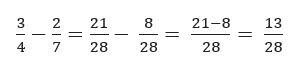 3/4 − 2/7 = 21/28 − 8/28 = 21−8/28 = 13/28